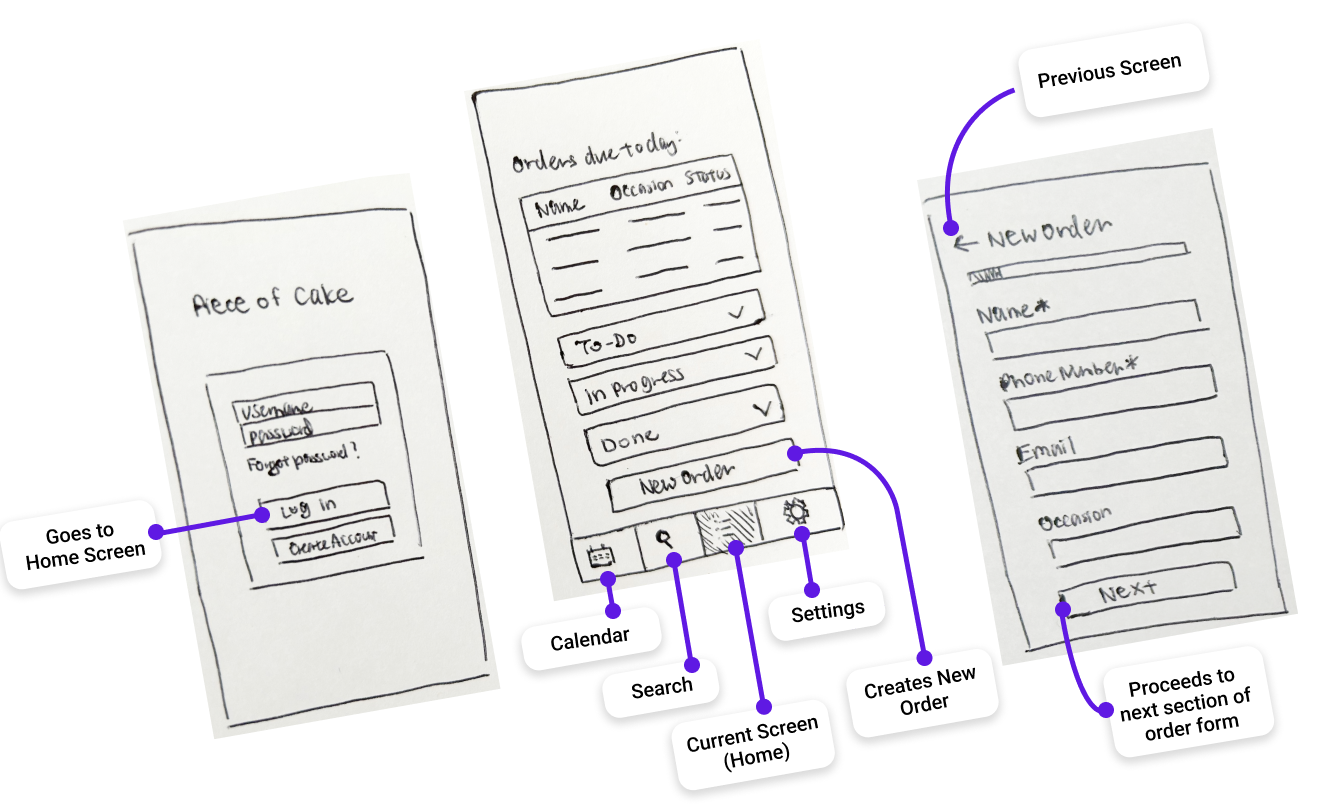 Piece of Cake
Username
Password
Forgot password?
Log in
Create Account
Goes to
Home Screen
Orders due today:
Name Occasion Status
To-Do
in Progress
Done
New Order
Calendar
Search
Current Screen
(Home)
Settings
Creates New
Order
Previous Screen
← New Order
Name*
Phone Number*
Email
Occasion
Next
Proceeds to
next section of
order form